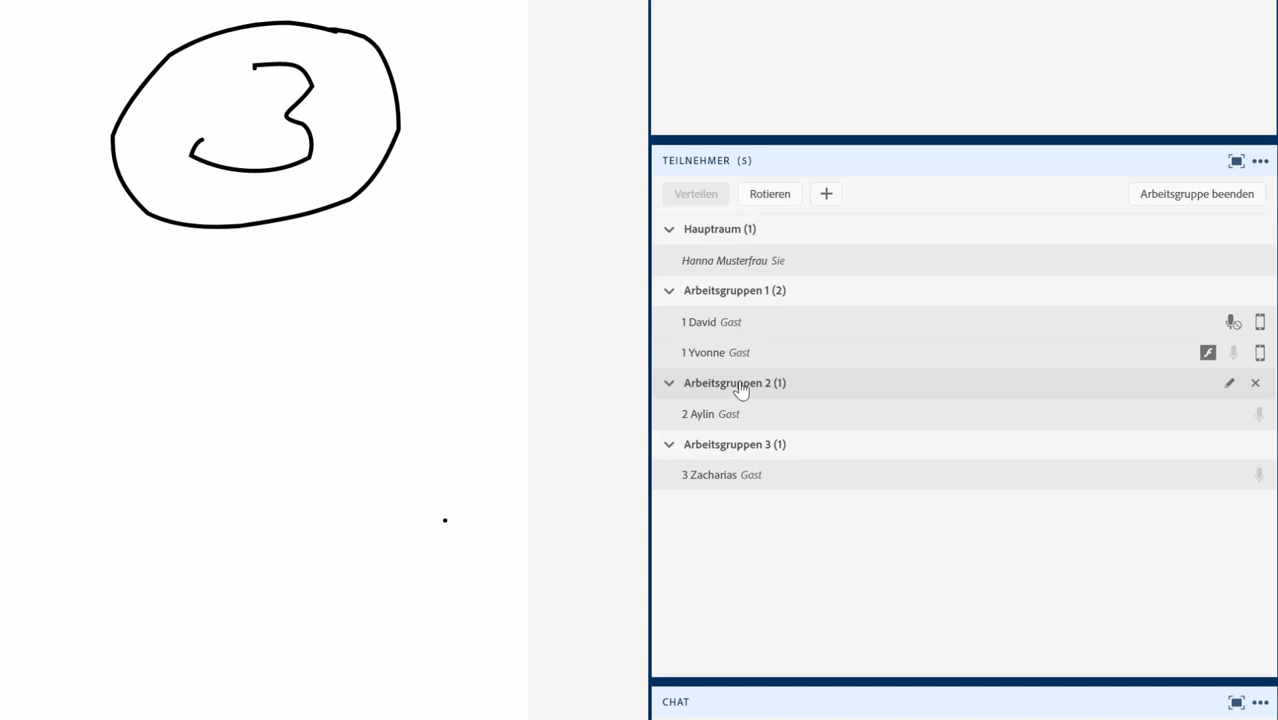 3
TEILNEHMER (5)
Verteilen Rotieren + Arbeitsgruppe beenden
Hauptraum (1)
Hanna Musterfrau Sie
Arbeitsgruppen 1 (2)
1 David Gast
1 Yvonne Gast
Arbeitsgruppen 2 (1)
2 Aylin Gast
Arbeitsgruppen 3 (1)
3 Zacharias Gast
CHAT